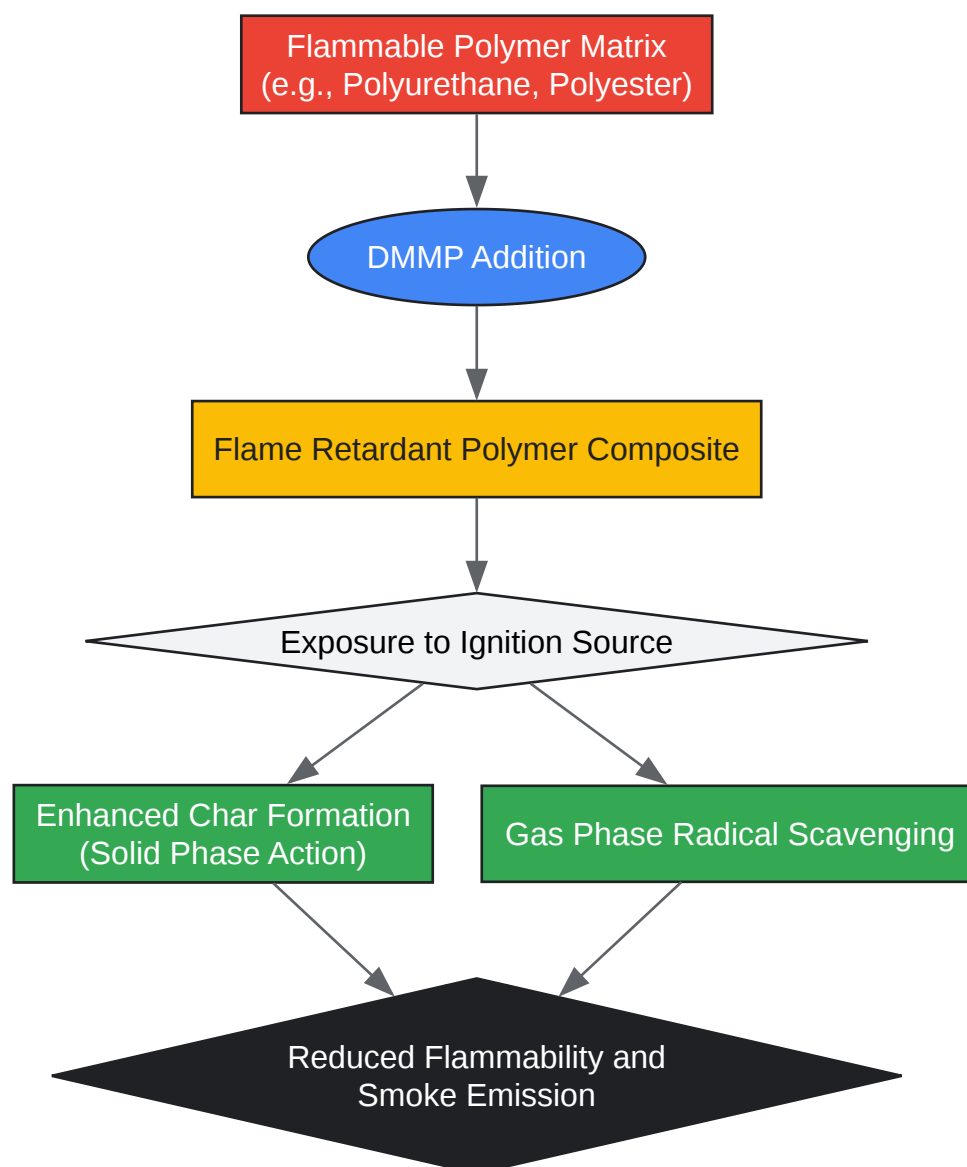 Flammable Polymer Matrix
(e.g., Polyurethane, Polyester)
DMMP Addition
Flame Retardant Polymer Composite
Exposure to Ignition Source
Enhanced Char Formation
(Solid Phase Action)
Gas Phase Radical Scavenging
Reduced Flammability and
Smoke Emission